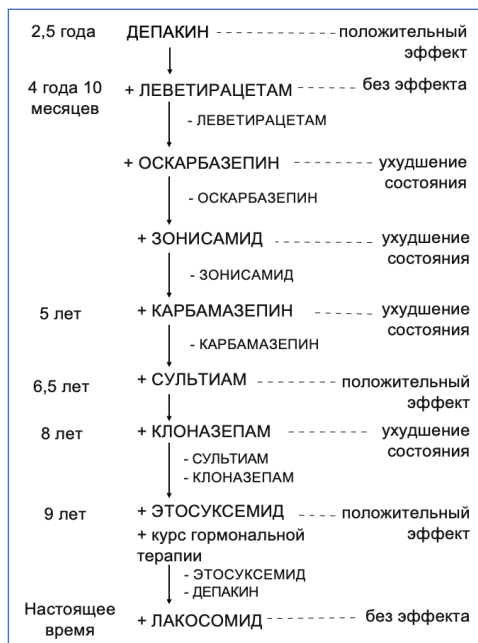 2,5 года ДЕПАКИН положительный
эффект
4 года 10 + ЛЕВЕТИРАЦЕТАМ без эффекта
месяцев
- ЛЕВЕТИРАЦЕТАМ
+ ОСКАРБАЗЕПИН ухудшение
состояния
- ОСКАРБАЗЕПИН
+ ЗОНИСАМИД ухудшение
состояния
- ЗОНИСАМИД
5 лет + КАРБАМАЗЕПИН ухудшение
состояния
- КАРБАМАЗЕПИН
6,5 лет + СУЛЬТИАМ положительный
эффект
8 лет + КЛОНАЗЕПАМ ухудшение
состояния
- СУЛЬТИАМ
- КЛОНАЗЕПАМ
9 лет + ЭТОСУКСЕМИД положительный
+ курс гормональной эффект
терапии
- ЭТОСУКСЕМИД
- ДЕПАКИН
Настоящее + ЛАКОСОМИД без эффекта
время